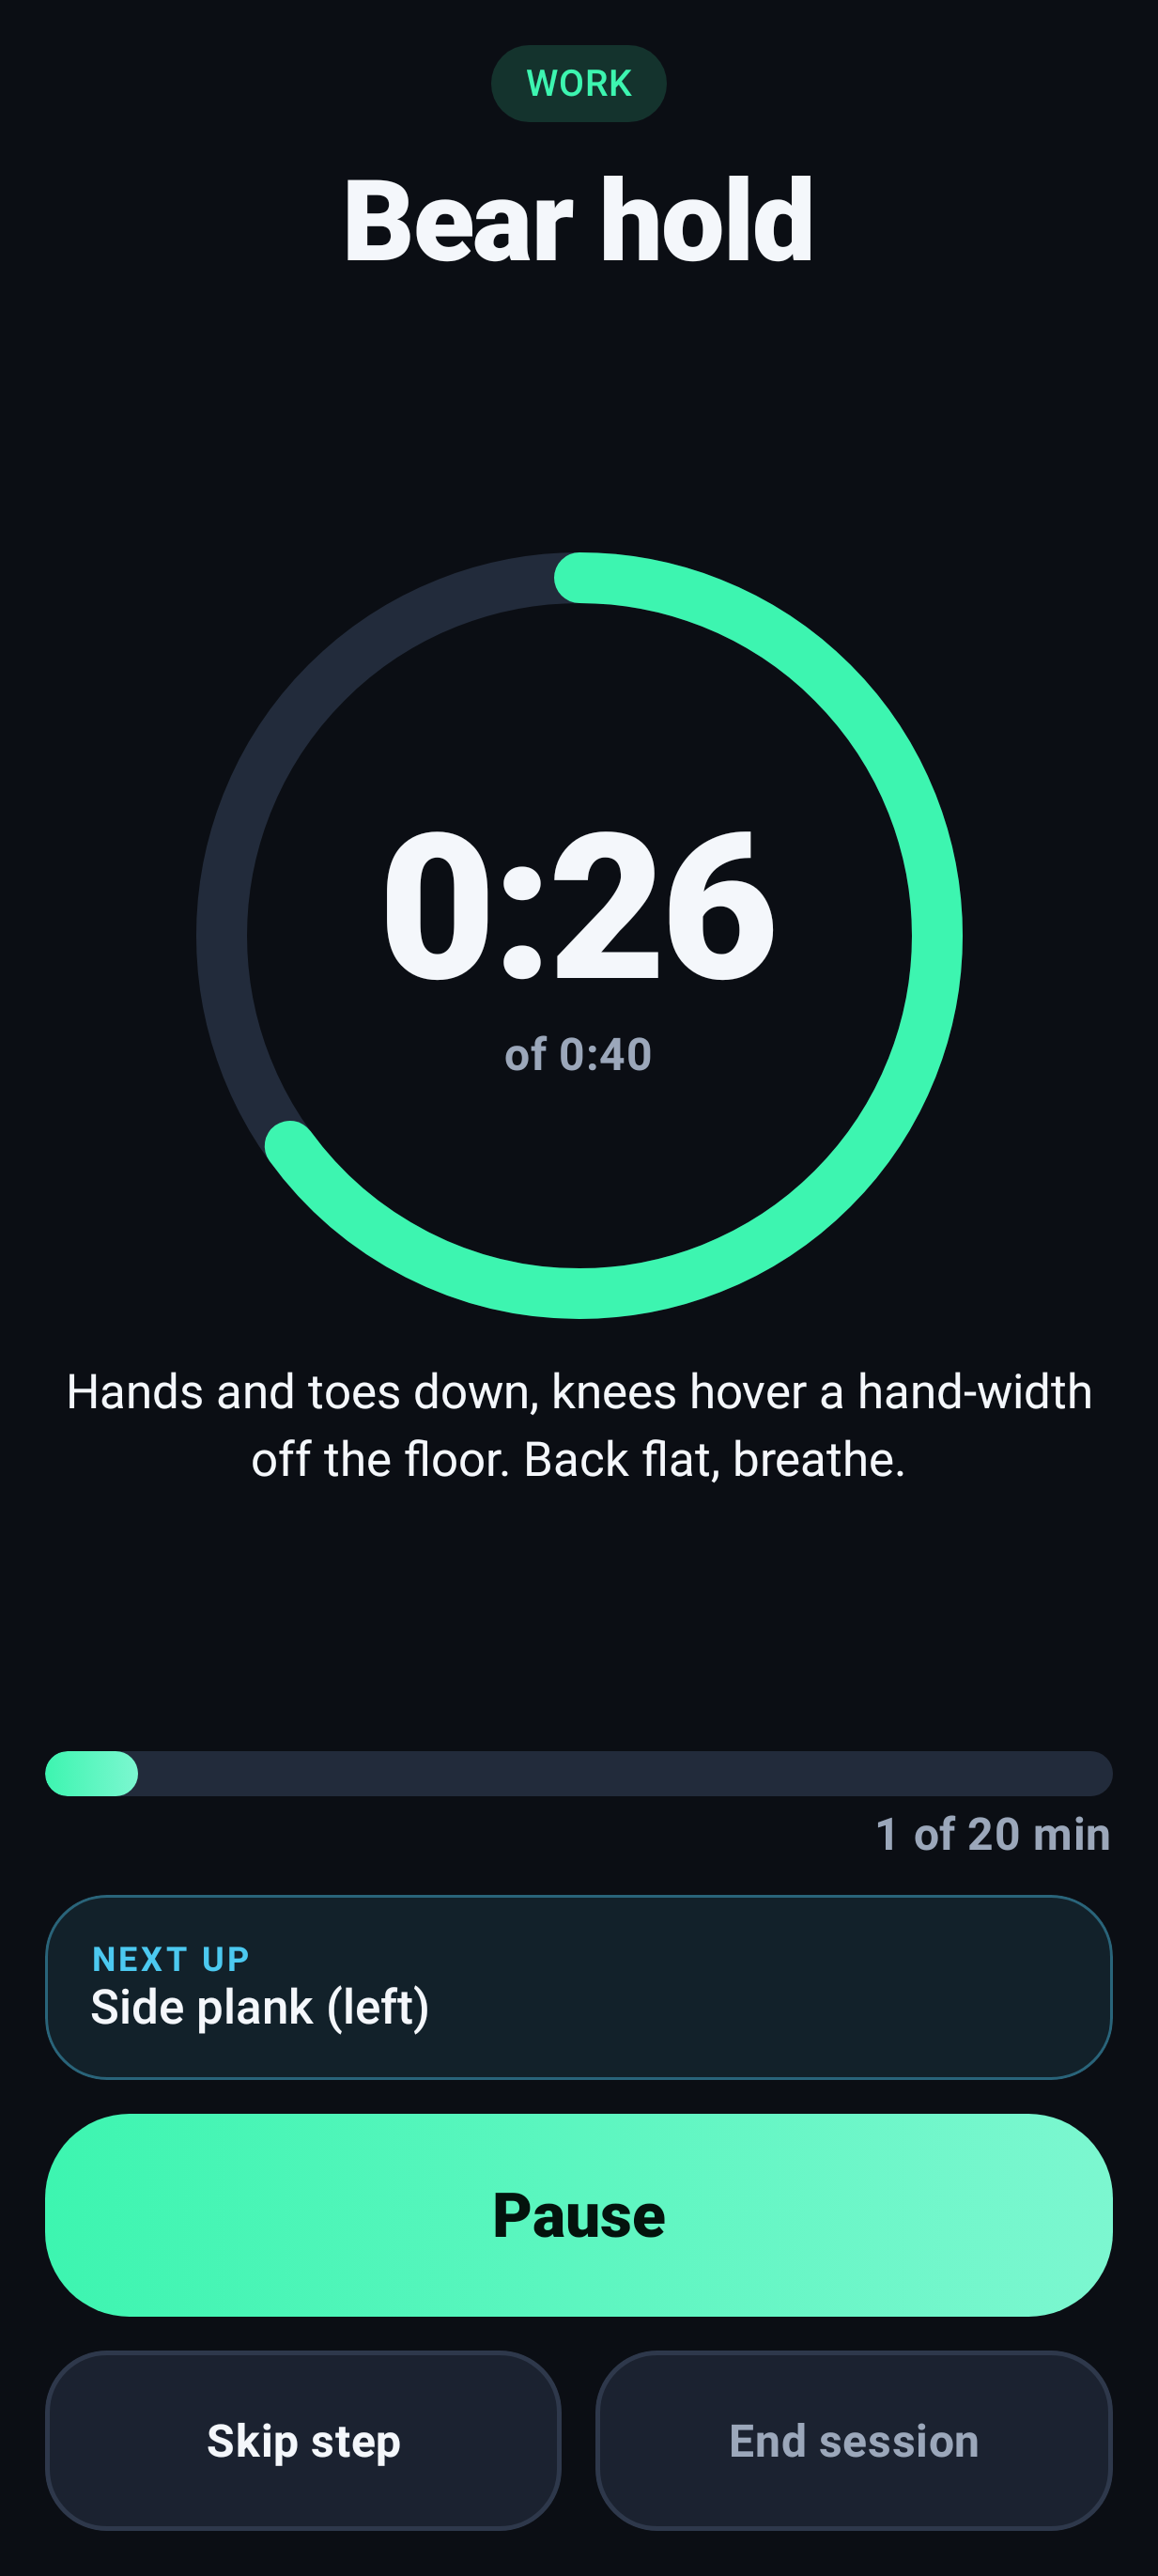 WORK
Bear hold
0:26
of 0:40
Hands and toes down, knees hover a hand-width
off the floor. Back flat, breathe.
1 of 20 min
NEXT UP
Side plank (left)
Pause
Skip step
End session